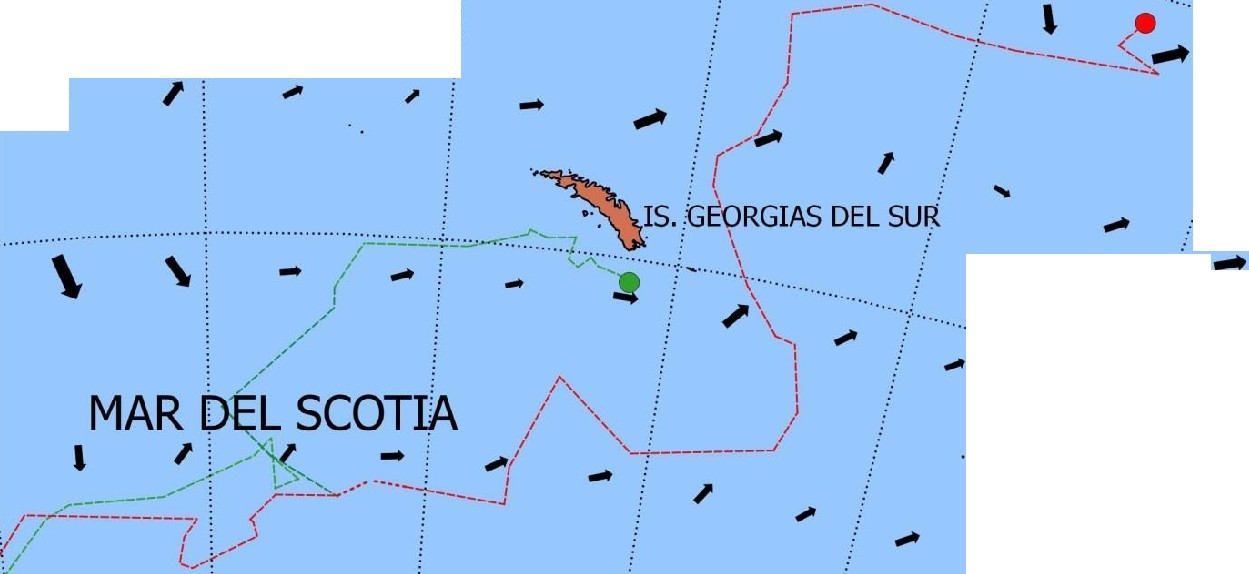 IS. GEORGIAS DEL SUR
MAR DEL SCOTIA